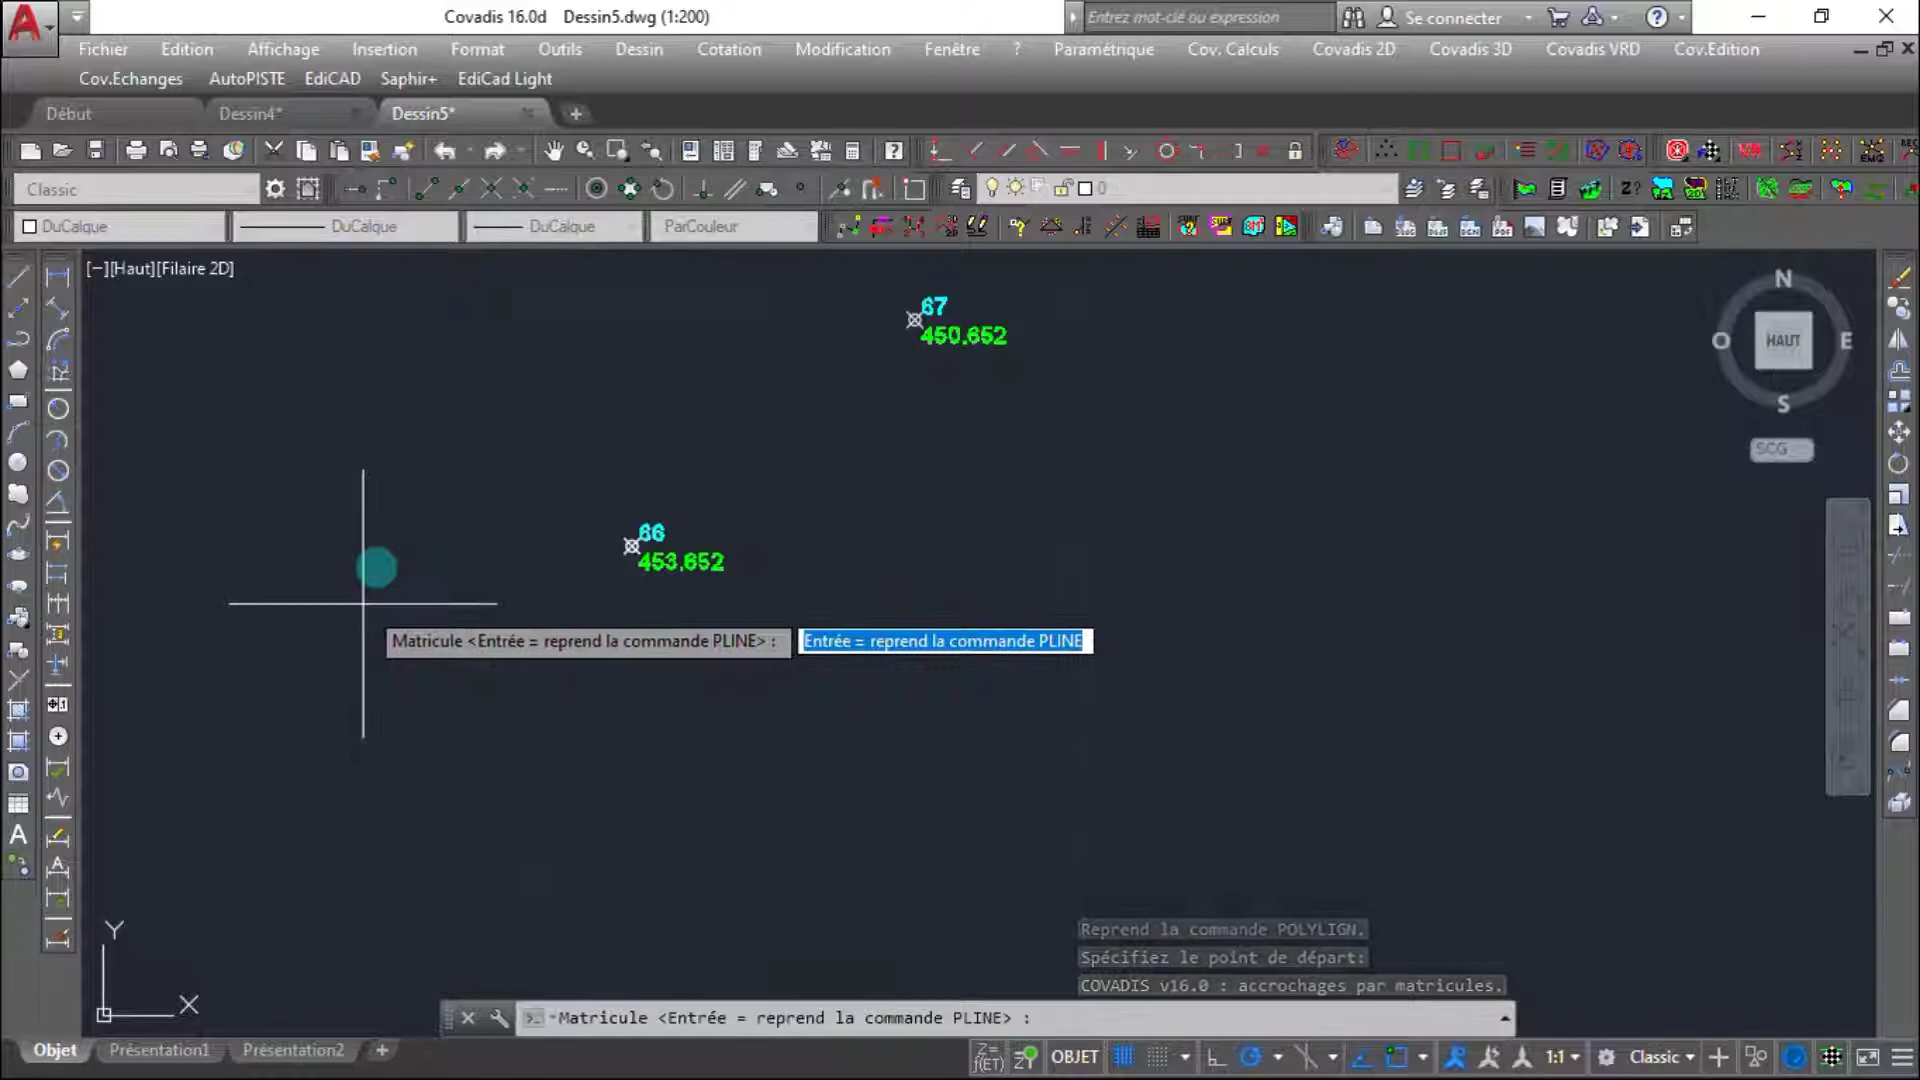 Covadis 16.0d Dessin5.dwg (1:200)
Entrez mot-clé ou expression
Se connecter
Fichier Edition Affichage Insertion Format Outils Dessin Cotation Modification Fenêtre ? Paramétrique Cov. Calculs Covadis 2D Covadis 3D Covadis VRD Cov.Edition
Cov.Echanges AutoPISTE EdiCAD Saphir+ EdiCad Light
Début Dessin4* Dessin5*
Classic
0
DuCalque DuCalque DuCalque ParCouleur
[−][Haut][Filaire 2D]
67
450.652
N
O HAUT E
S
SCG
66
453.652
Matricule <Entrée = reprend la commande PLINE> : Entrée = reprend la commande PLINE
Y
X
Reprend la commande POLYLIGN.
Spécifiez le point de départ:
COVADIS v16.0 : accrochages par matricules.
Matricule <Entrée = reprend la commande PLINE> :
Objet Présentation1 Présentation2
OBJET 1:1 Classic